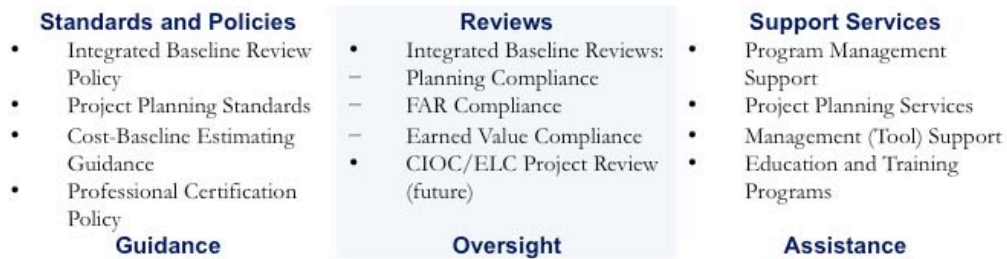 Standards and Policies
• Integrated Baseline Review
Policy
• Project Planning Standards
• Cost-Baseline Estimating
Guidance
• Professional Certification
Policy
Guidance
Reviews
• Integrated Baseline Reviews:
– Planning Compliance
– FAR Compliance
– Earned Value Compliance
• CIOC/ELC Project Review
(future)
Oversight
Support Services
• Program Management
Support
• Project Planning Services
• Management (Tool) Support
• Education and Training
Programs
Assistance